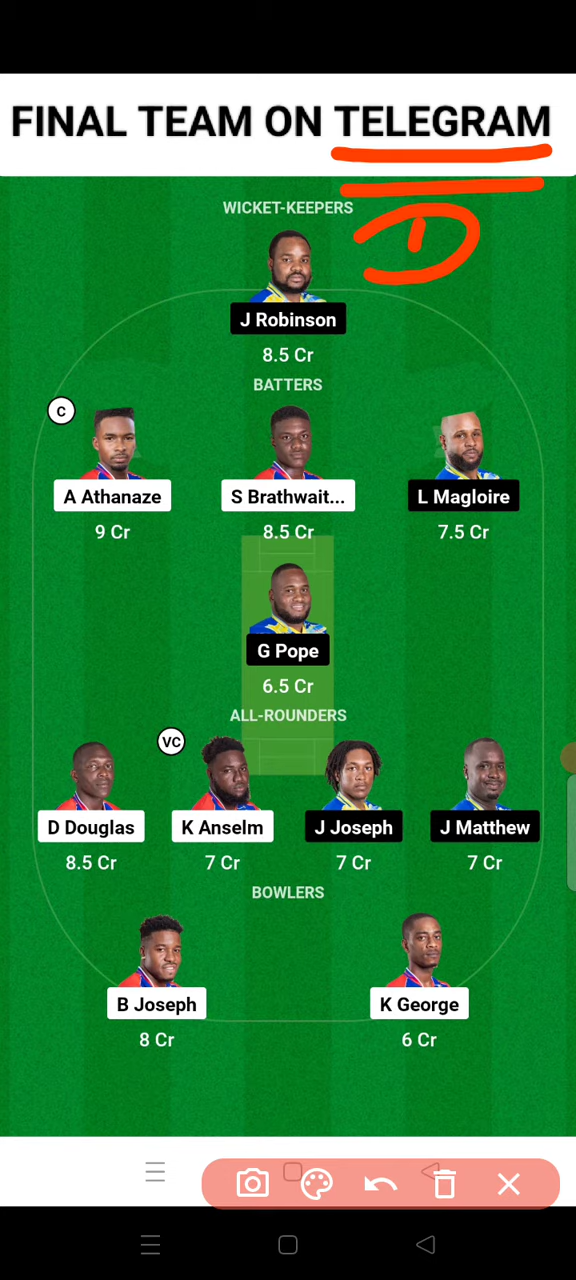 FINAL TEAM ON TELEGRAM
WICKET-KEEPERS
J Robinson
8.5 Cr
BATTERS
C
A Athanaze
S Brathwait...
L Magloire
9 Cr
8.5 Cr
7.5 Cr
G Pope
6.5 Cr
ALL-ROUNDERS
VC
D Douglas
K Anselm
J Joseph
J Matthew
8.5 Cr
7 Cr
7 Cr
7 Cr
BOWLERS
B Joseph
K George
8 Cr
6 Cr